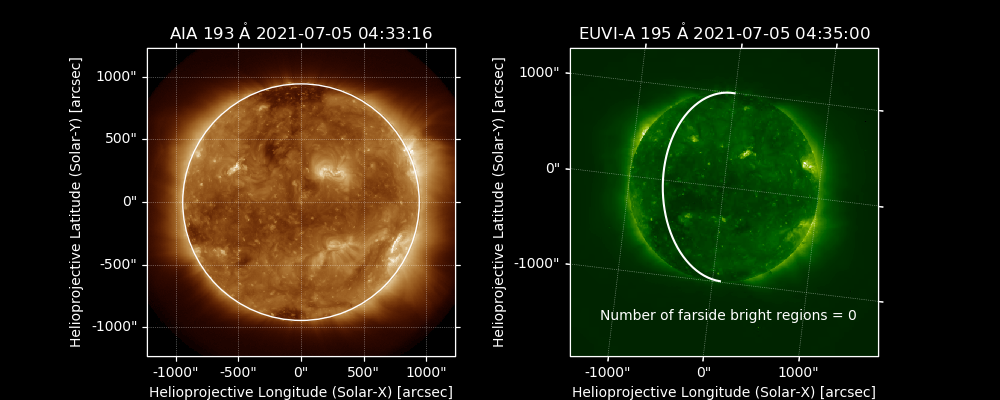 AIA 193 Å 2021-07-05 04:33:16
Helioprojective Latitude (Solar-Y) [arcsec]
1000"
500"
0"
-500"
-1000"
-1000" -500" 0" 500" 1000"
Helioprojective Longitude (Solar-X) [arcsec]
EUVI-A 195 Å 2021-07-05 04:35:00
Helioprojective Latitude (Solar-Y) [arcsec]
1000"
0"
-1000"
Number of farside bright regions = 0
-1000" 0" 1000"
Helioprojective Longitude (Solar-X) [arcsec]